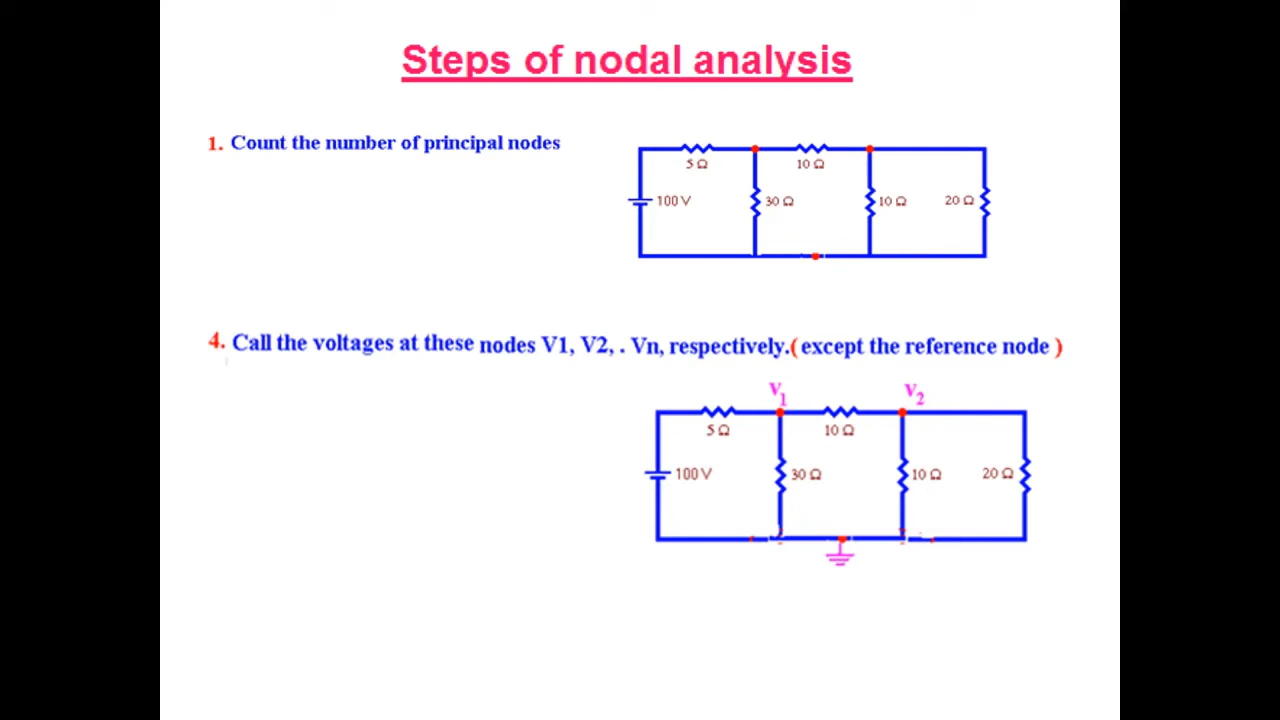 Steps of nodal analysis
1. Count the number of principal nodes
5 Ω
10 Ω
100 V
30 Ω
10 Ω
20 Ω
4. Call the voltages at these nodes V1, V2, . Vn, respectively.( except the reference node )
V1
V2
5 Ω
10 Ω
100 V
30 Ω
10 Ω
20 Ω